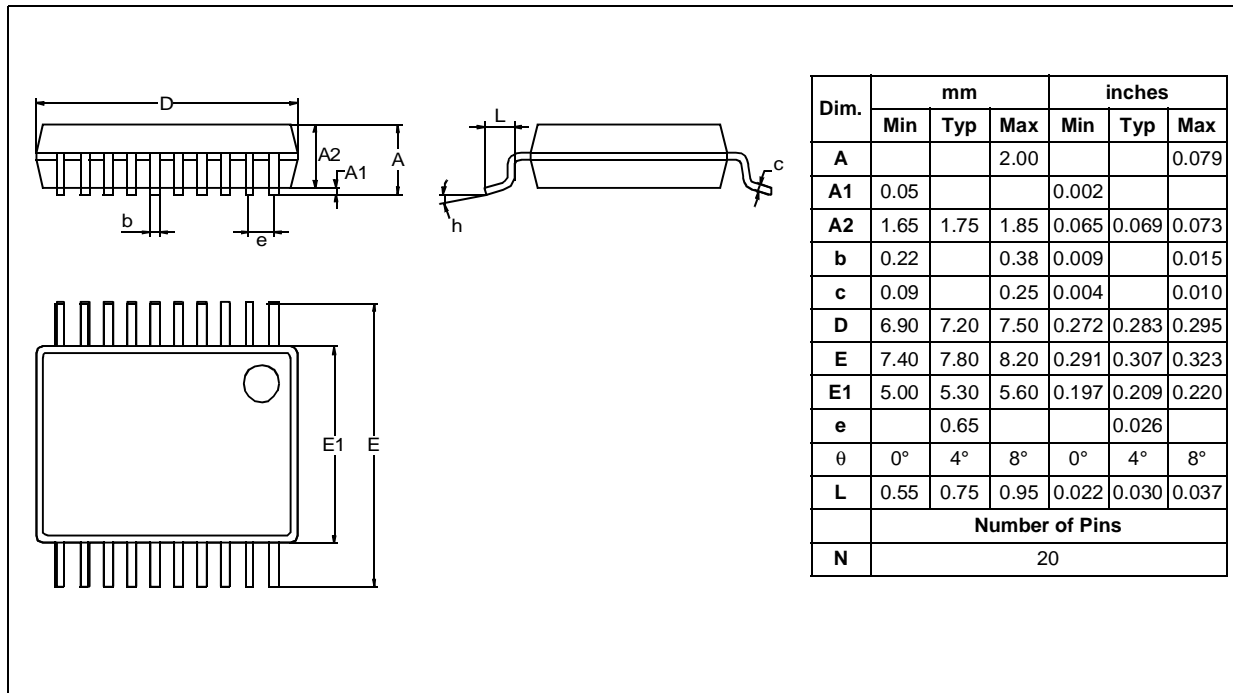 D
A2
A
A1
b
e
L
c
h
E1
E
Dim. mm inches
Min Typ Max Min Typ Max
A 2.00 0.079
A1 0.05 0.002
A2 1.65 1.75 1.85 0.065 0.069 0.073
b 0.22 0.38 0.009 0.015
c 0.09 0.25 0.004 0.010
D 6.90 7.20 7.50 0.272 0.283 0.295
E 7.40 7.80 8.20 0.291 0.307 0.323
E1 5.00 5.30 5.60 0.197 0.209 0.220
e 0.65 0.026
θ 0° 4° 8° 0° 4° 8°
L 0.55 0.75 0.95 0.022 0.030 0.037
Number of Pins
N 20